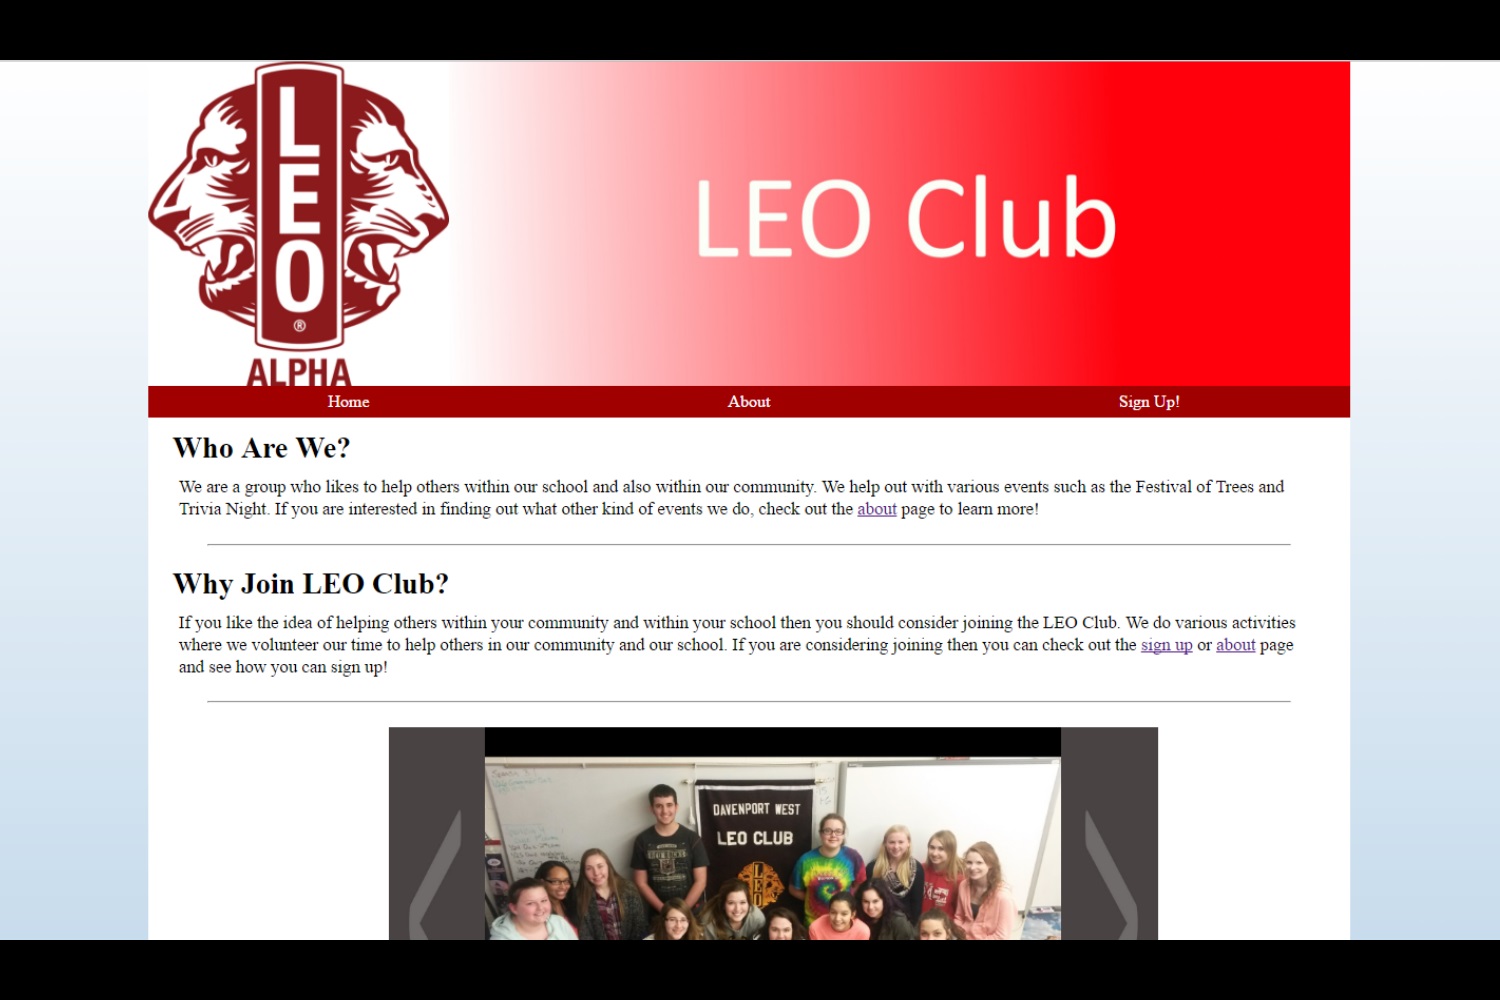 L
E
O
®
ALPHA
LEO Club
Home
About
Sign Up!
Who Are We?
We are a group who likes to help others within our school and also within our community. We help out with various events such as the Festival of Trees and
Trivia Night. If you are interested in finding out what other kind of events we do, check out the about page to learn more!
Why Join LEO Club?
If you like the idea of helping others within your community and within your school then you should consider joining the LEO Club. We do various activities
where we volunteer our time to help others in our community and our school. If you are considering joining then you can check out the sign up or about page
and see how you can sign up!
DAVENPORT WEST
LEO CLUB
L
E
O